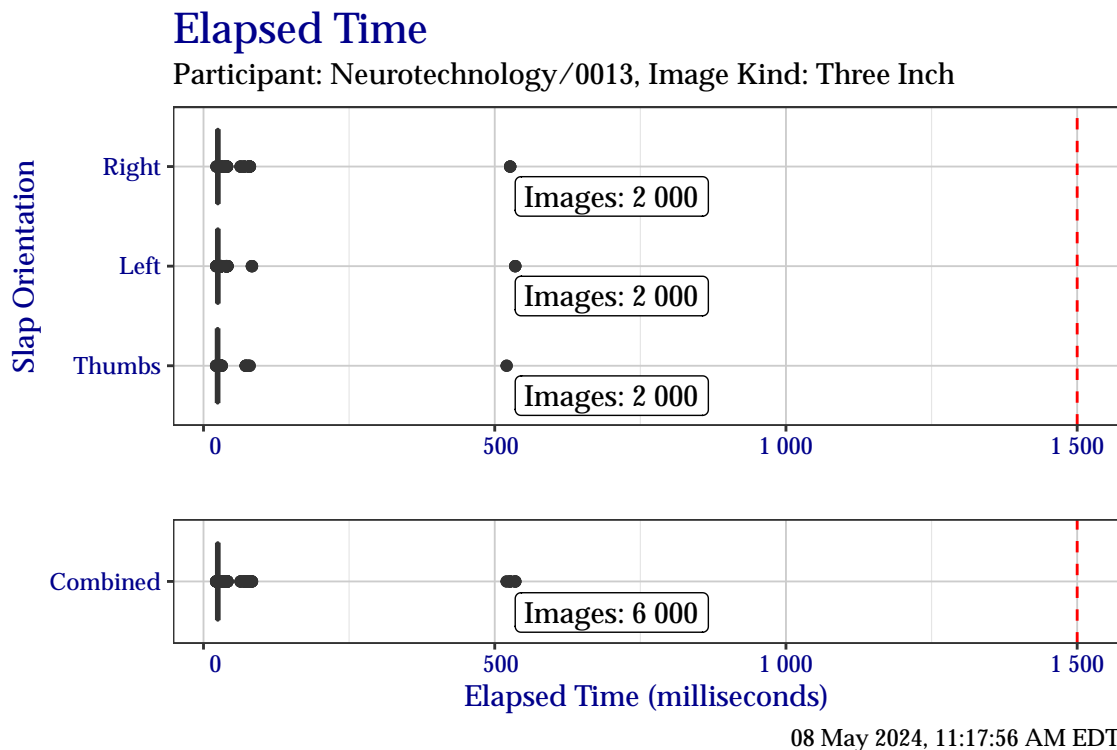 Elapsed Time
Participant: Neurotechnology/0013, Image Kind: Three Inch
Slap Orientation
Right
Images: 2 000
Left
Images: 2 000
Thumbs
Images: 2 000
0 500 1 000 1 500
Combined
Images: 6 000
0 500 1 000 1 500
Elapsed Time (milliseconds)
08 May 2024, 11:17:56 AM EDT